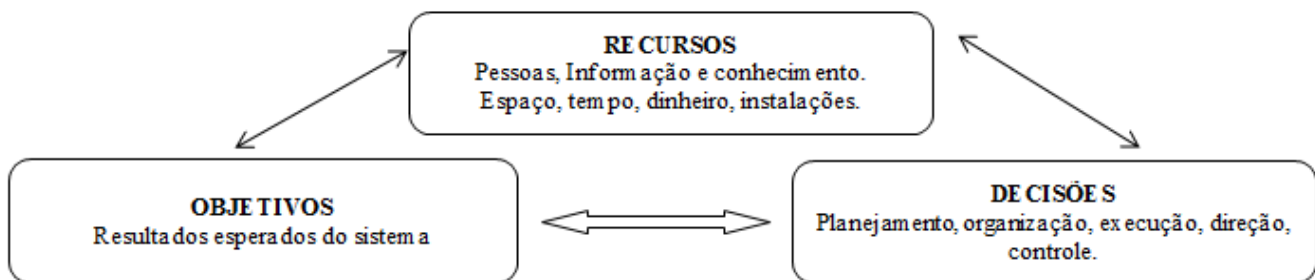 RECURSOS
Pessoas, Informação e conhecimento.
Espaço, tempo, dinheiro, instalações.
OBJETIVOS
Resultados esperados do sistema
DECISÕES
Planejamento, organização, execução, direção,
controle.